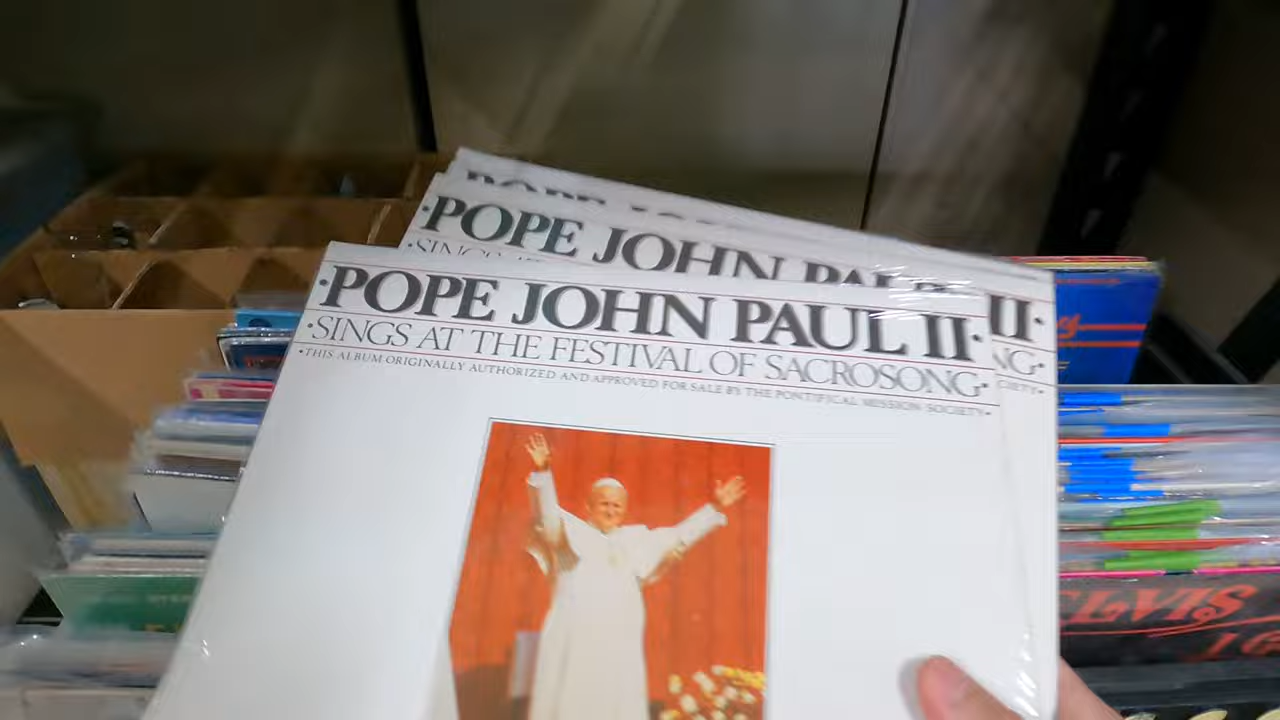 POPE
·POPE JOHN PAUL II·
·POPE JOHN PAUL II·
·SINGS AT THE FESTIVAL OF SACROSONG·
·THIS ALBUM ORIGINALLY AUTHORIZED AND APPROVED FOR SALE BY THE PONTIFICAL MISSION SOCIETY·
ELVIS